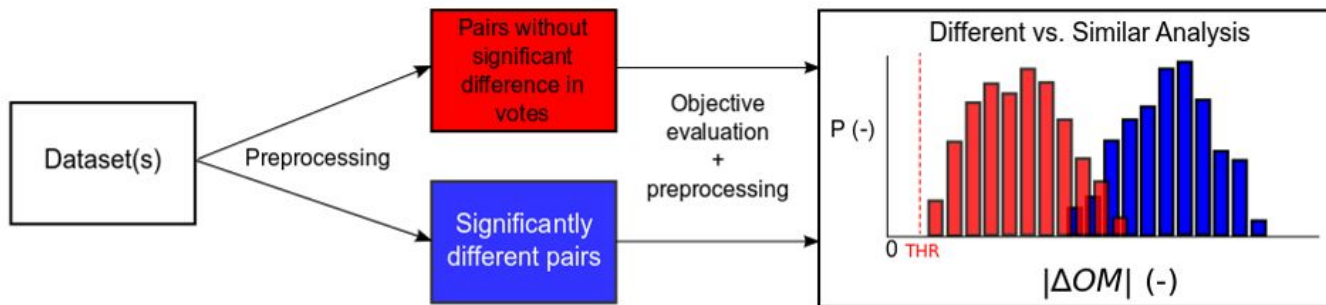 Dataset(s)
Preprocessing
Pairs without
significant
difference in
votes
Significantly
different pairs
Objective
evaluation
+
preprocessing
Different vs. Similar Analysis
P (-)
0
THR
|ΔOM| (-)